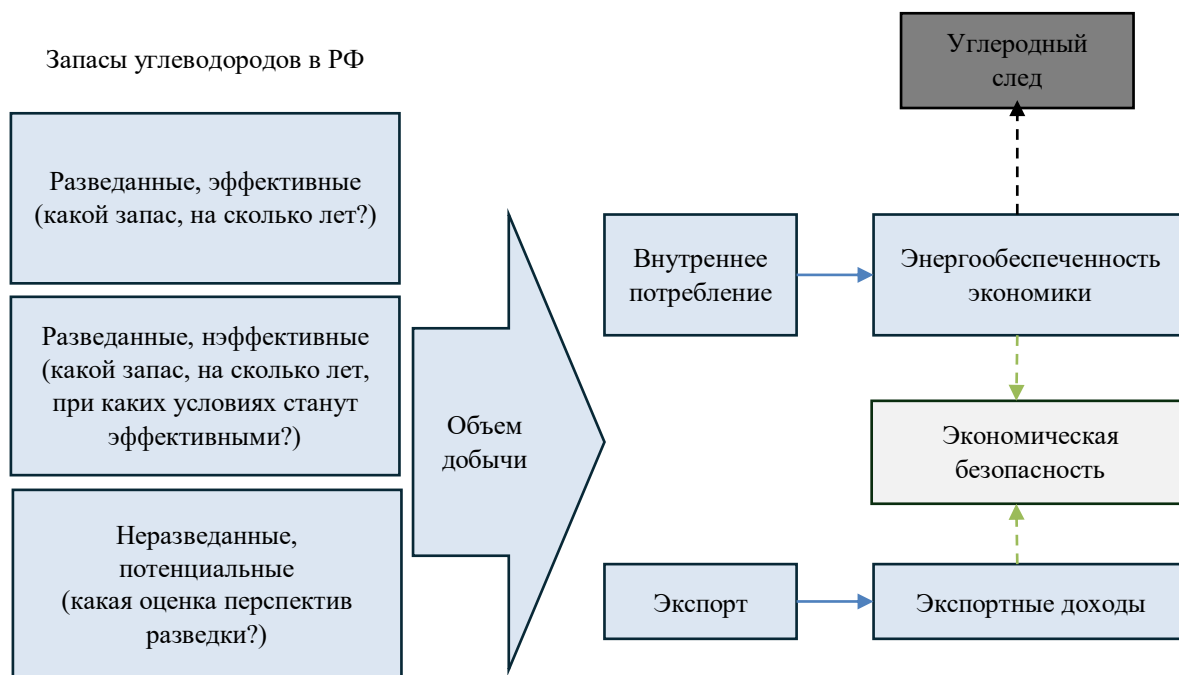 Запасы углеводородов в РФ
Разведанные, эффективные
(какой запас, на сколько лет?)
Разведанные, нэффективные
(какой запас, на сколько лет,
при каких условиях станут
эффективными?)
Неразведанные,
потенциальные
(какая оценка перспектив
разведки?)
Объем
добычи
Углеродный
след
Внутреннее
потребление
Энергообеспеченность
экономики
Экономическая
безопасность
Экспорт
Экспортные доходы